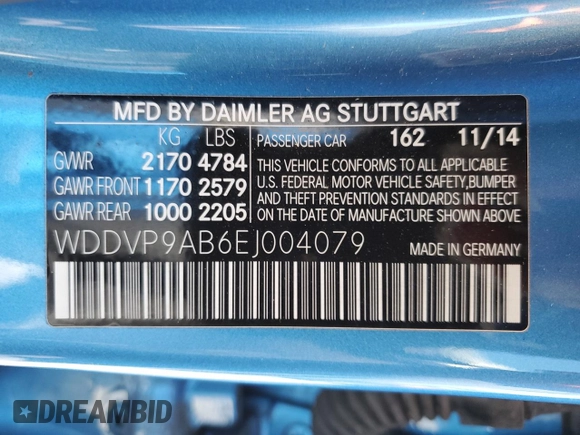 MFD BY DAIMLER AG STUTTGART
KG LBS PASSENGER CAR 162 11/14
GVWR 2170 4784 THIS VEHICLE CONFORMS TO ALL APPLICABLE
GAWR FRONT 1170 2579 U.S. FEDERAL MOTOR VEHICLE SAFETY,BUMPER
AND THEFT PREVENTION STANDARDS IN EFFECT
GAWR REAR 1000 2205 ON THE DATE OF MANUFACTURE SHOWN ABOVE
WDDVP9AB6EJ004079 MADE IN GERMANY
DREAMBID